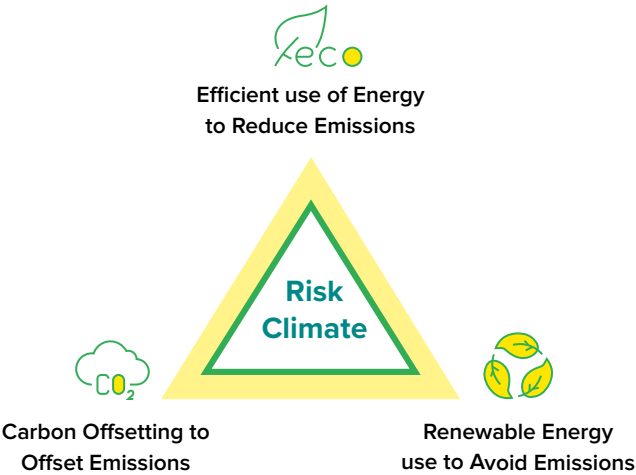 eco
Efficient use of Energy
to Reduce Emissions
Risk
Climate
CO2
Carbon Offsetting to
Offset Emissions
Renewable Energy
use to Avoid Emissions